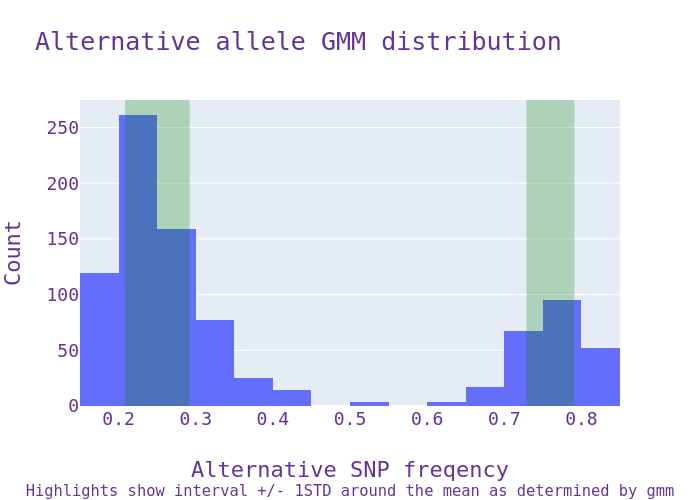 Alternative allele GMM distribution
250
200
150
100
50
0
Count
0.2 0.3 0.4 0.5 0.6 0.7 0.8
Alternative SNP freqency
Highlights show interval +/- 1STD around the mean as determined by gmm